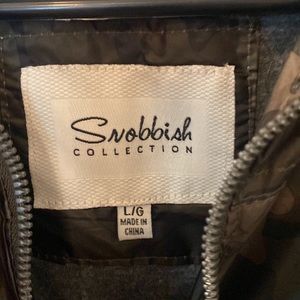 Snobbish
COLLECTION
L/G
MADE IN
CHINA